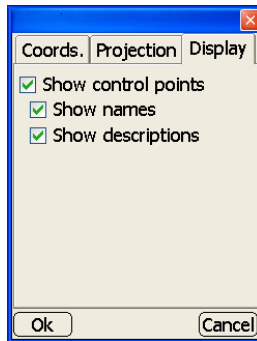 Coords. Projection Display
Show control points
Show names
Show descriptions
Ok Cancel